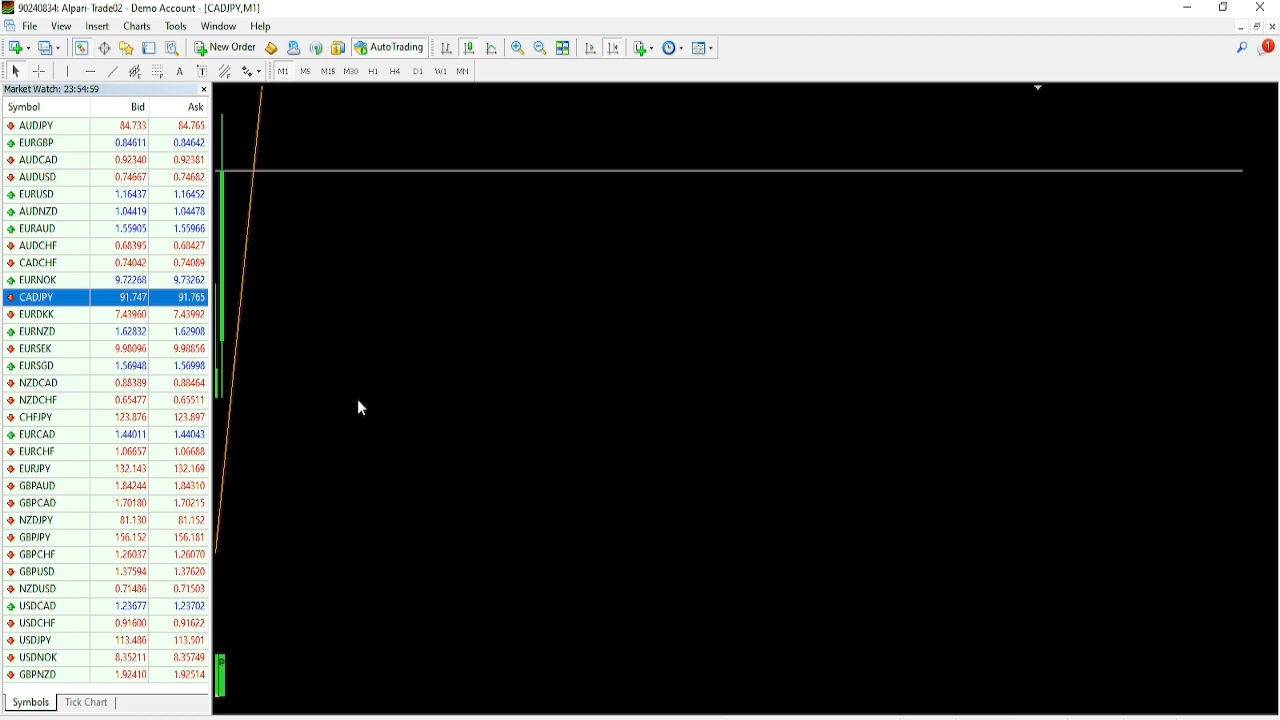 90240834: Alpari-Trade02 - Demo Account - [CADJPY,M1]
File View Insert Charts Tools Window Help
New Order AutoTrading 1
A T M1 M5 M15 M30 H1 H4 D1 W1 MN
Market Watch: 23:54:59
Symbol Bid Ask
AUDJPY 84.733 84.765
EURGBP 0.84611 0.84642
AUDCAD 0.92340 0.92381
AUDUSD 0.74667 0.74682
EURUSD 1.16437 1.16452
AUDNZD 1.04419 1.04478
EURAUD 1.55905 1.55966
AUDCHF 0.68395 0.68427
CADCHF 0.74042 0.74089
EURNOK 9.72268 9.73262
CADJPY 91.747 91.765
EURDKK 7.43960 7.43992
EURNZD 1.62832 1.62908
EURSEK 9.98096 9.98856
EURSGD 1.56948 1.56998
NZDCAD 0.88389 0.88464
NZDCHF 0.65477 0.65511
CHFJPY 123.876 123.897
EURCAD 1.44011 1.44043
EURCHF 1.06657 1.06688
EURJPY 132.143 132.169
GBPAUD 1.84244 1.84310
GBPCAD 1.70180 1.70215
NZDJPY 81.130 81.152
GBPJPY 156.152 156.181
GBPCHF 1.26037 1.26070
GBPUSD 1.37594 1.37620
NZDUSD 0.71486 0.71503
USDCAD 1.23677 1.23702
USDCHF 0.91600 0.91622
USDJPY 113.486 113.501
USDNOK 8.35211 8.35749
GBPNZD 1.92410 1.92514
Symbols Tick Chart